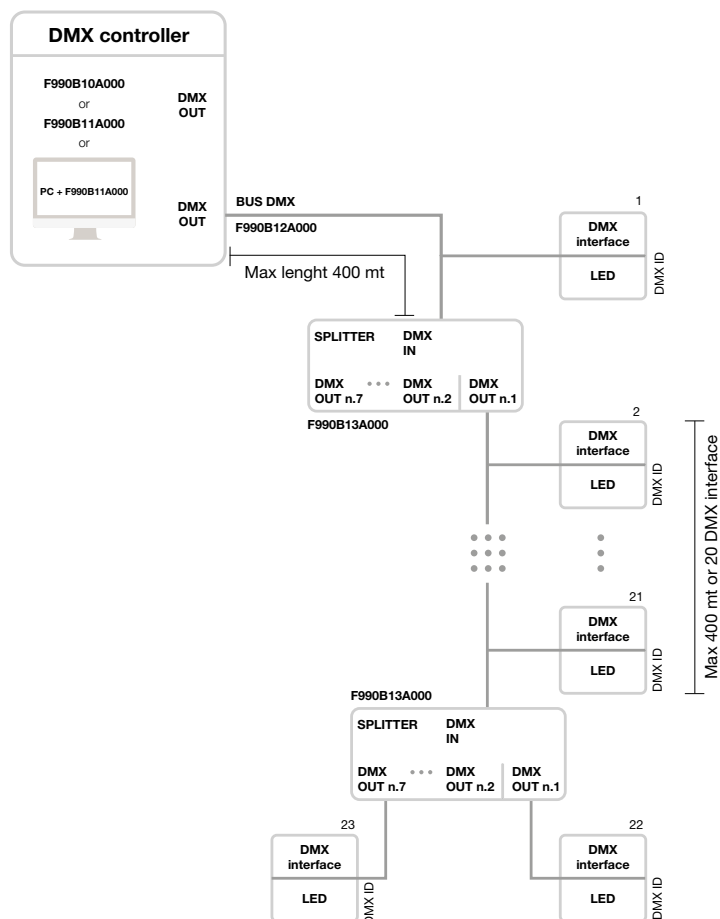 DMX controller
F990B10A000
or
F990B11A000
or
PC + F990B11A000
DMX
OUT
DMX
OUT
BUS DMX
F990B12A000
Max lenght 400 mt
1
DMX
interface
LED
DMX ID
SPLITTER
DMX
IN
DMX
OUT n.7
DMX
OUT n.2
DMX
OUT n.1
F990B13A000
2
DMX
interface
LED
DMX ID
21
DMX
interface
LED
DMX ID
Max 400 mt or 20 DMX interface
F990B13A000
SPLITTER
DMX
IN
DMX
OUT n.7
DMX
OUT n.2
DMX
OUT n.1
23
DMX
interface
LED
DMX ID
22
DMX
interface
LED
DMX ID